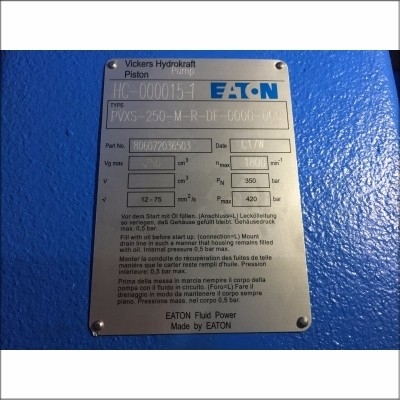 Vickers Hydrokraft
Piston Pump
HC-000015-1 EATON
TYPE
PVXS-250-M-R-DF-0000-000
Part No. 806072036503 Date C17W
Vg max 250 cm³ nmax 1800 min⁻¹
V cm³ PN 350 bar
√ 12-75 mm²/s Pmax 420 bar
Vor dem Start mit Öl füllen. (Anschluss=L) Leckölleitung
so verlegen, daß Gehäuse gefüllt bleibt. Gehäusedruck
max. 0,5 bar
Fill with oil before start up. (connection=L) Mount
drain line in such a manner that housing remains filled
with oil. Internal pressure 0,5 bar max.
Monter la conduite do récupération des fuites de telle
manière que le carter reste rempli d'huile. Pression
intérieure: 0,5 bar max.
Prima della messa in marcia riempire il corpo della
pompa con il fluido in circuito. (Foro=L) Fare il
drenaggio in modo da mantenere il corpo sempre
pieno. Pressione mass. nel corpo 0,5 bar.
EATON Fluid Power
Made by EATON